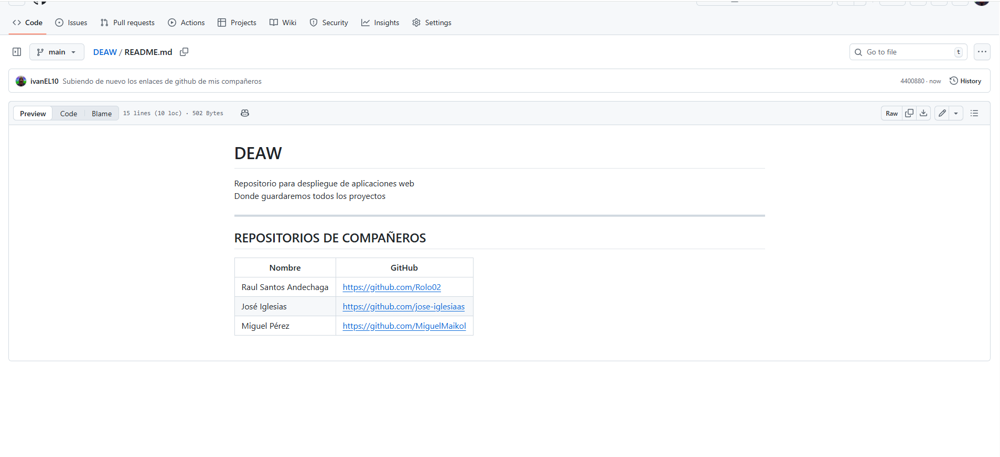 Code Issues Pull requests Actions Projects Wiki Security Insights Settings
main DEAW / README.md Go to file t
ivanEL10 Subiendo de nuevo los enlaces de github de mis compañeros 4400880 · now History
Preview Code Blame 15 lines (10 loc) · 502 Bytes Raw
DEAW
Repositorio para despliegue de aplicaciones web
Donde guardaremos todos los proyectos
REPOSITORIOS DE COMPAÑEROS
Nombre GitHub
Raul Santos Andechaga https://github.com/Rolo02
José Iglesias https://github.com/jose-iglesiaas
Miguel Pérez https://github.com/MiguelMaikol